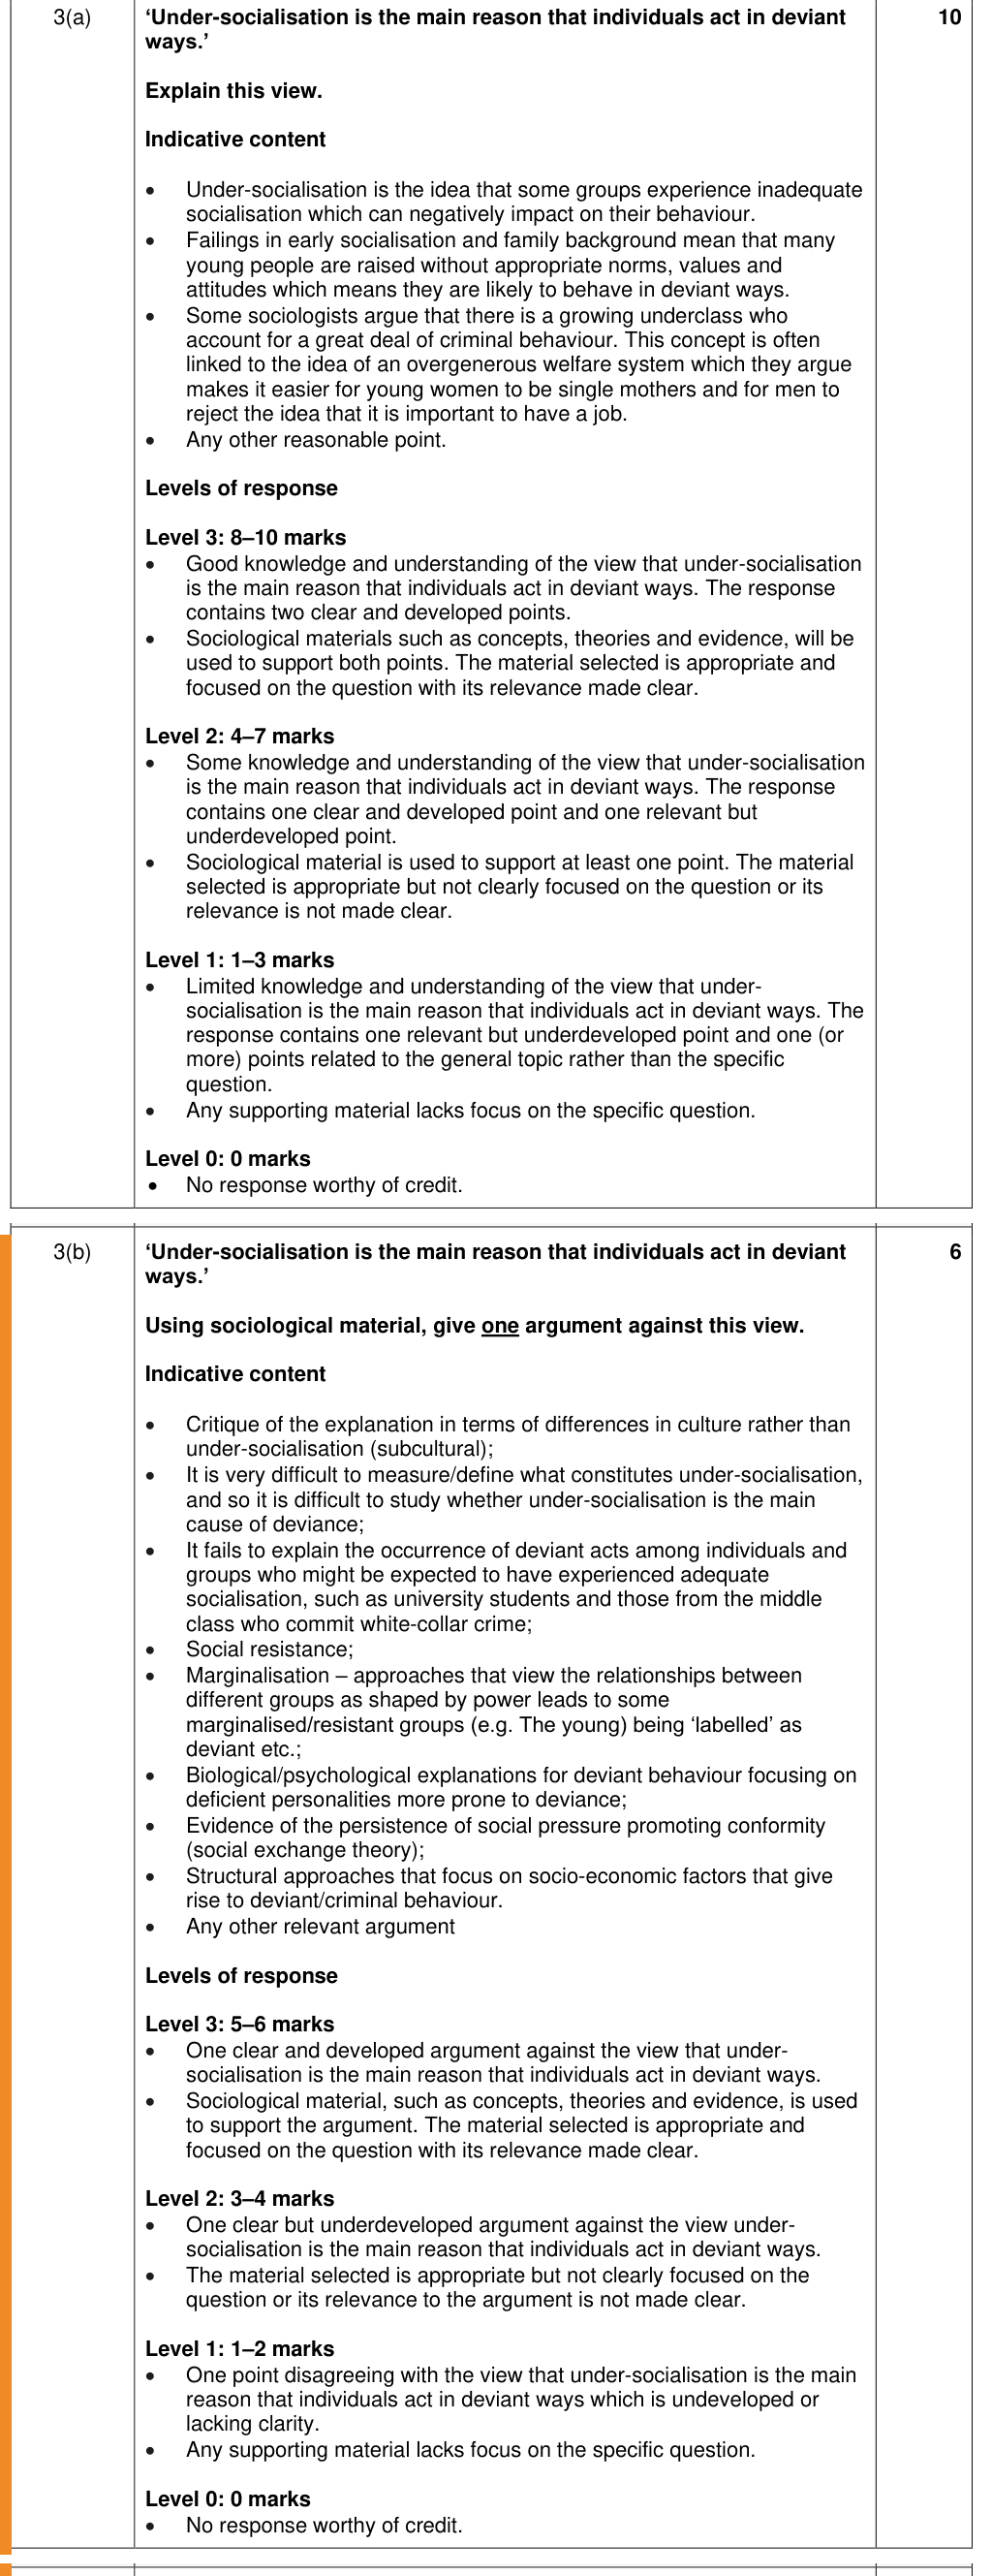 3(a) ‘Under-socialisation is the main reason that individuals act in deviant 10
ways.’
Explain this view.
Indicative content
• Under-socialisation is the idea that some groups experience inadequate
socialisation which can negatively impact on their behaviour.
• Failings in early socialisation and family background mean that many
young people are raised without appropriate norms, values and
attitudes which means they are likely to behave in deviant ways.
• Some sociologists argue that there is a growing underclass who
account for a great deal of criminal behaviour. This concept is often
linked to the idea of an overgenerous welfare system which they argue
makes it easier for young women to be single mothers and for men to
reject the idea that it is important to have a job.
• Any other reasonable point.
Levels of response
Level 3: 8–10 marks
• Good knowledge and understanding of the view that under-socialisation
is the main reason that individuals act in deviant ways. The response
contains two clear and developed points.
• Sociological materials such as concepts, theories and evidence, will be
used to support both points. The material selected is appropriate and
focused on the question with its relevance made clear.
Level 2: 4–7 marks
• Some knowledge and understanding of the view that under-socialisation
is the main reason that individuals act in deviant ways. The response
contains one clear and developed point and one relevant but
underdeveloped point.
• Sociological material is used to support at least one point. The material
selected is appropriate but not clearly focused on the question or its
relevance is not made clear.
Level 1: 1–3 marks
• Limited knowledge and understanding of the view that under-
socialisation is the main reason that individuals act in deviant ways. The
response contains one relevant but underdeveloped point and one (or
more) points related to the general topic rather than the specific
question.
• Any supporting material lacks focus on the specific question.
Level 0: 0 marks
• No response worthy of credit.
3(b) ‘Under-socialisation is the main reason that individuals act in deviant 6
ways.’
Using sociological material, give one argument against this view.
Indicative content
• Critique of the explanation in terms of differences in culture rather than
under-socialisation (subcultural);
• It is very difficult to measure/define what constitutes under-socialisation,
and so it is difficult to study whether under-socialisation is the main
cause of deviance;
• It fails to explain the occurrence of deviant acts among individuals and
groups who might be expected to have experienced adequate
socialisation, such as university students and those from the middle
class who commit white-collar crime;
• Social resistance;
• Marginalisation – approaches that view the relationships between
different groups as shaped by power leads to some
marginalised/resistant groups (e.g. The young) being ‘labelled’ as
deviant etc.;
• Biological/psychological explanations for deviant behaviour focusing on
deficient personalities more prone to deviance;
• Evidence of the persistence of social pressure promoting conformity
(social exchange theory);
• Structural approaches that focus on socio-economic factors that give
rise to deviant/criminal behaviour.
• Any other relevant argument
Levels of response
Level 3: 5–6 marks
• One clear and developed argument against the view that under-
socialisation is the main reason that individuals act in deviant ways.
• Sociological material, such as concepts, theories and evidence, is used
to support the argument. The material selected is appropriate and
focused on the question with its relevance made clear.
Level 2: 3–4 marks
• One clear but underdeveloped argument against the view under-
socialisation is the main reason that individuals act in deviant ways.
• The material selected is appropriate but not clearly focused on the
question or its relevance to the argument is not made clear.
Level 1: 1–2 marks
• One point disagreeing with the view that under-socialisation is the main
reason that individuals act in deviant ways which is undeveloped or
lacking clarity.
• Any supporting material lacks focus on the specific question.
Level 0: 0 marks
• No response worthy of credit.